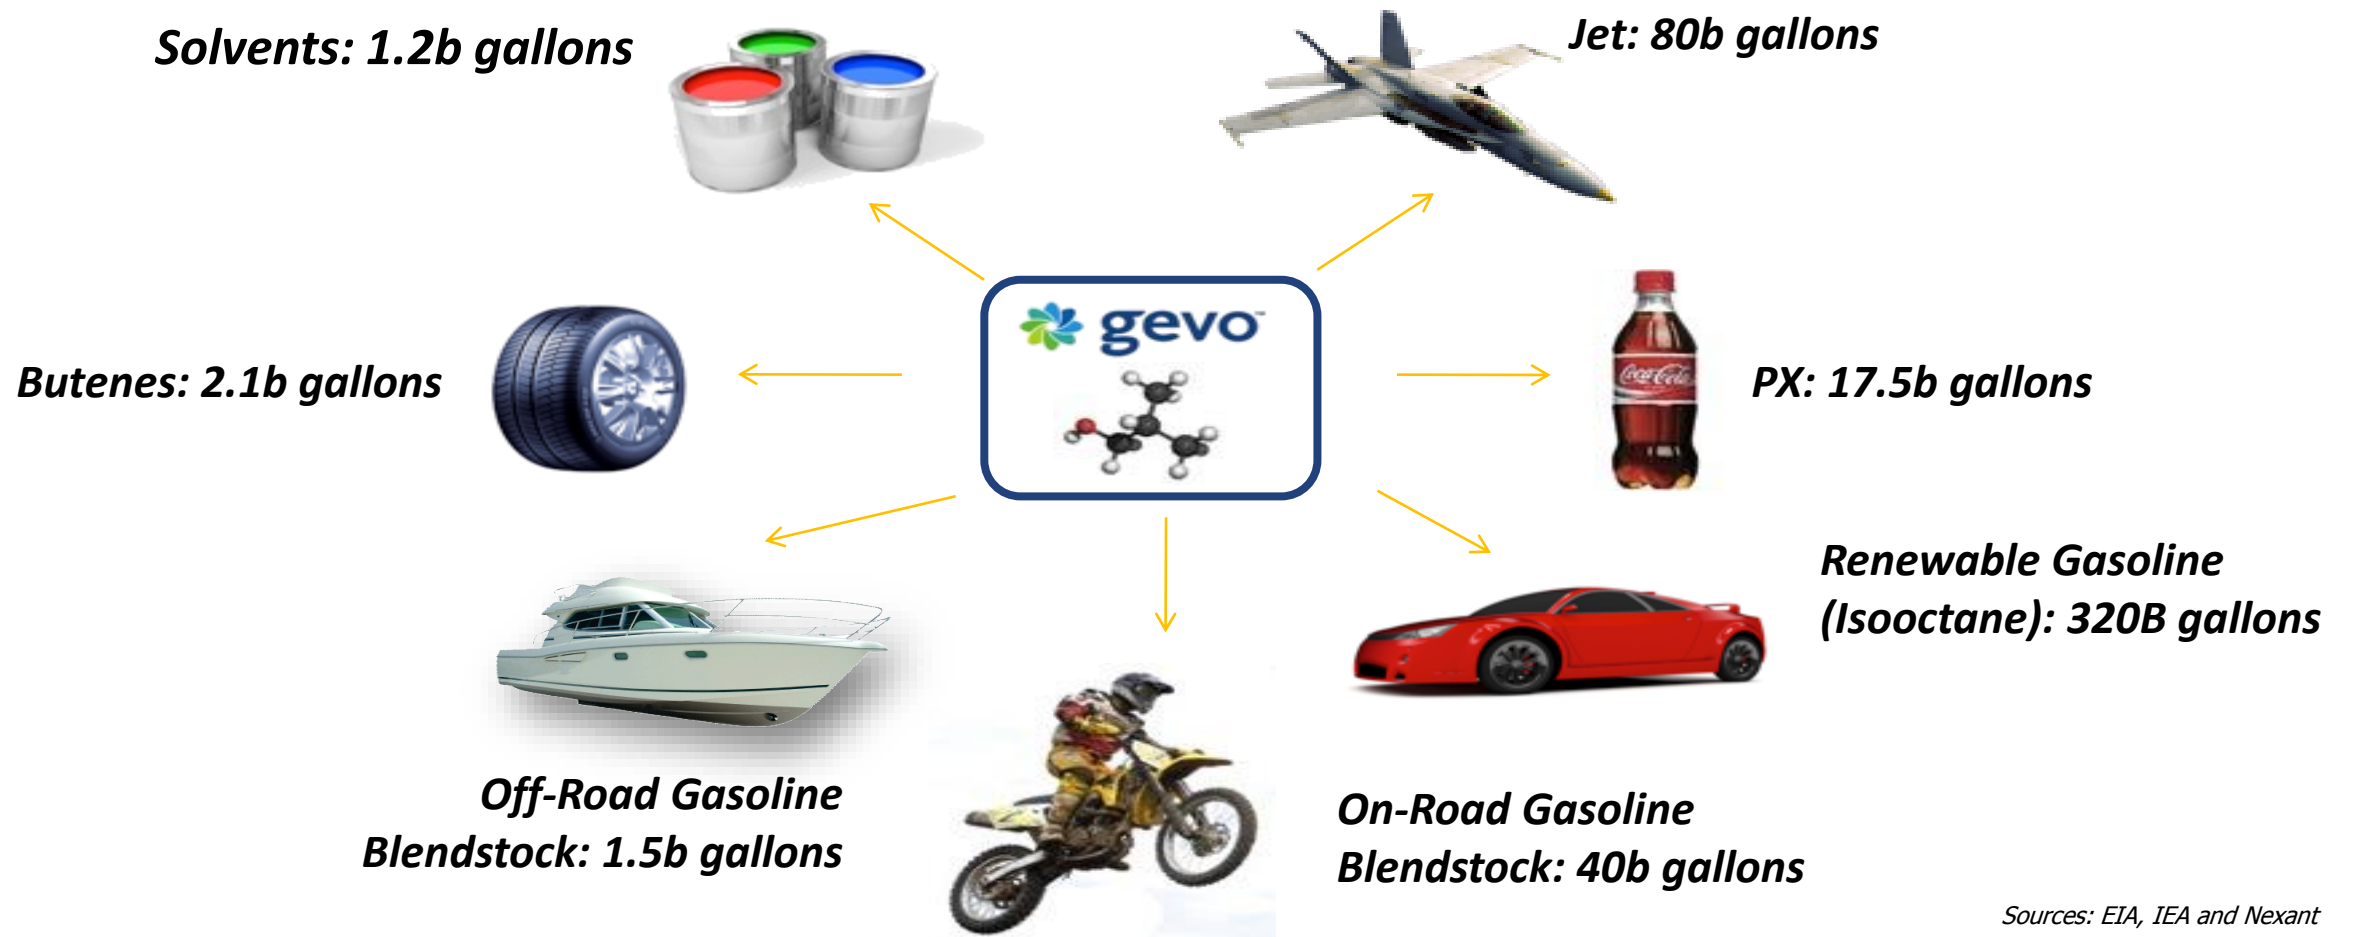 Solvents: 1.2b gallons
Jet: 80b gallons
gevo™
Butenes: 2.1b gallons
Coca-Cola
PX: 17.5b gallons
Renewable Gasoline
(Isooctane): 320B gallons
Off-Road Gasoline
Blendstock: 1.5b gallons
On-Road Gasoline
Blendstock: 40b gallons
Sources: EIA, IEA and Nexant